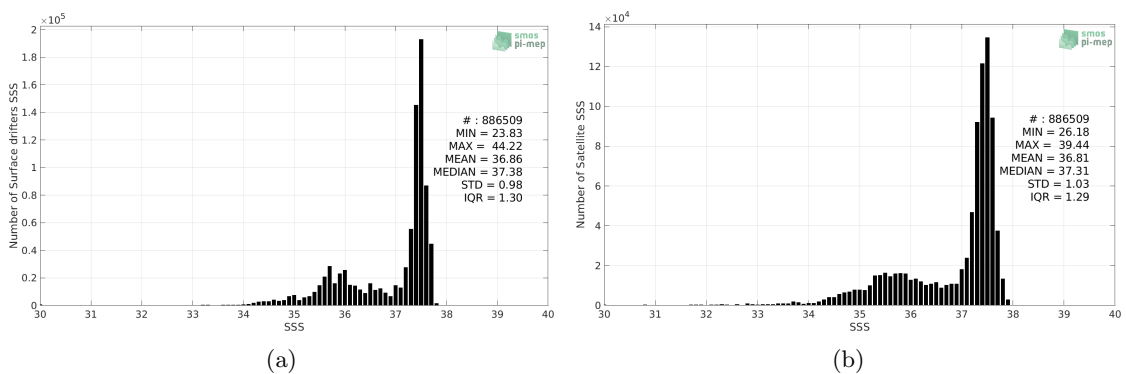 ×10⁵
2
1.8
1.6
1.4
1.2
1
0.8
0.6
0.4
0.2
0
Number of Surface drifters SSS
smos
pi-mep
# : 886509
MIN = 23.83
MAX = 44.22
MEAN = 36.86
MEDIAN = 37.38
STD = 0.98
IQR = 1.30
30 31 32 33 34 35 36 37 38 39 40
SSS
(a)
×10⁴
14
12
10
8
6
4
2
0
Number of Satellite SSS
smos
pi-mep
# : 886509
MIN = 26.18
MAX = 39.44
MEAN = 36.81
MEDIAN = 37.31
STD = 1.03
IQR = 1.29
30 31 32 33 34 35 36 37 38 39 40
SSS
(b)